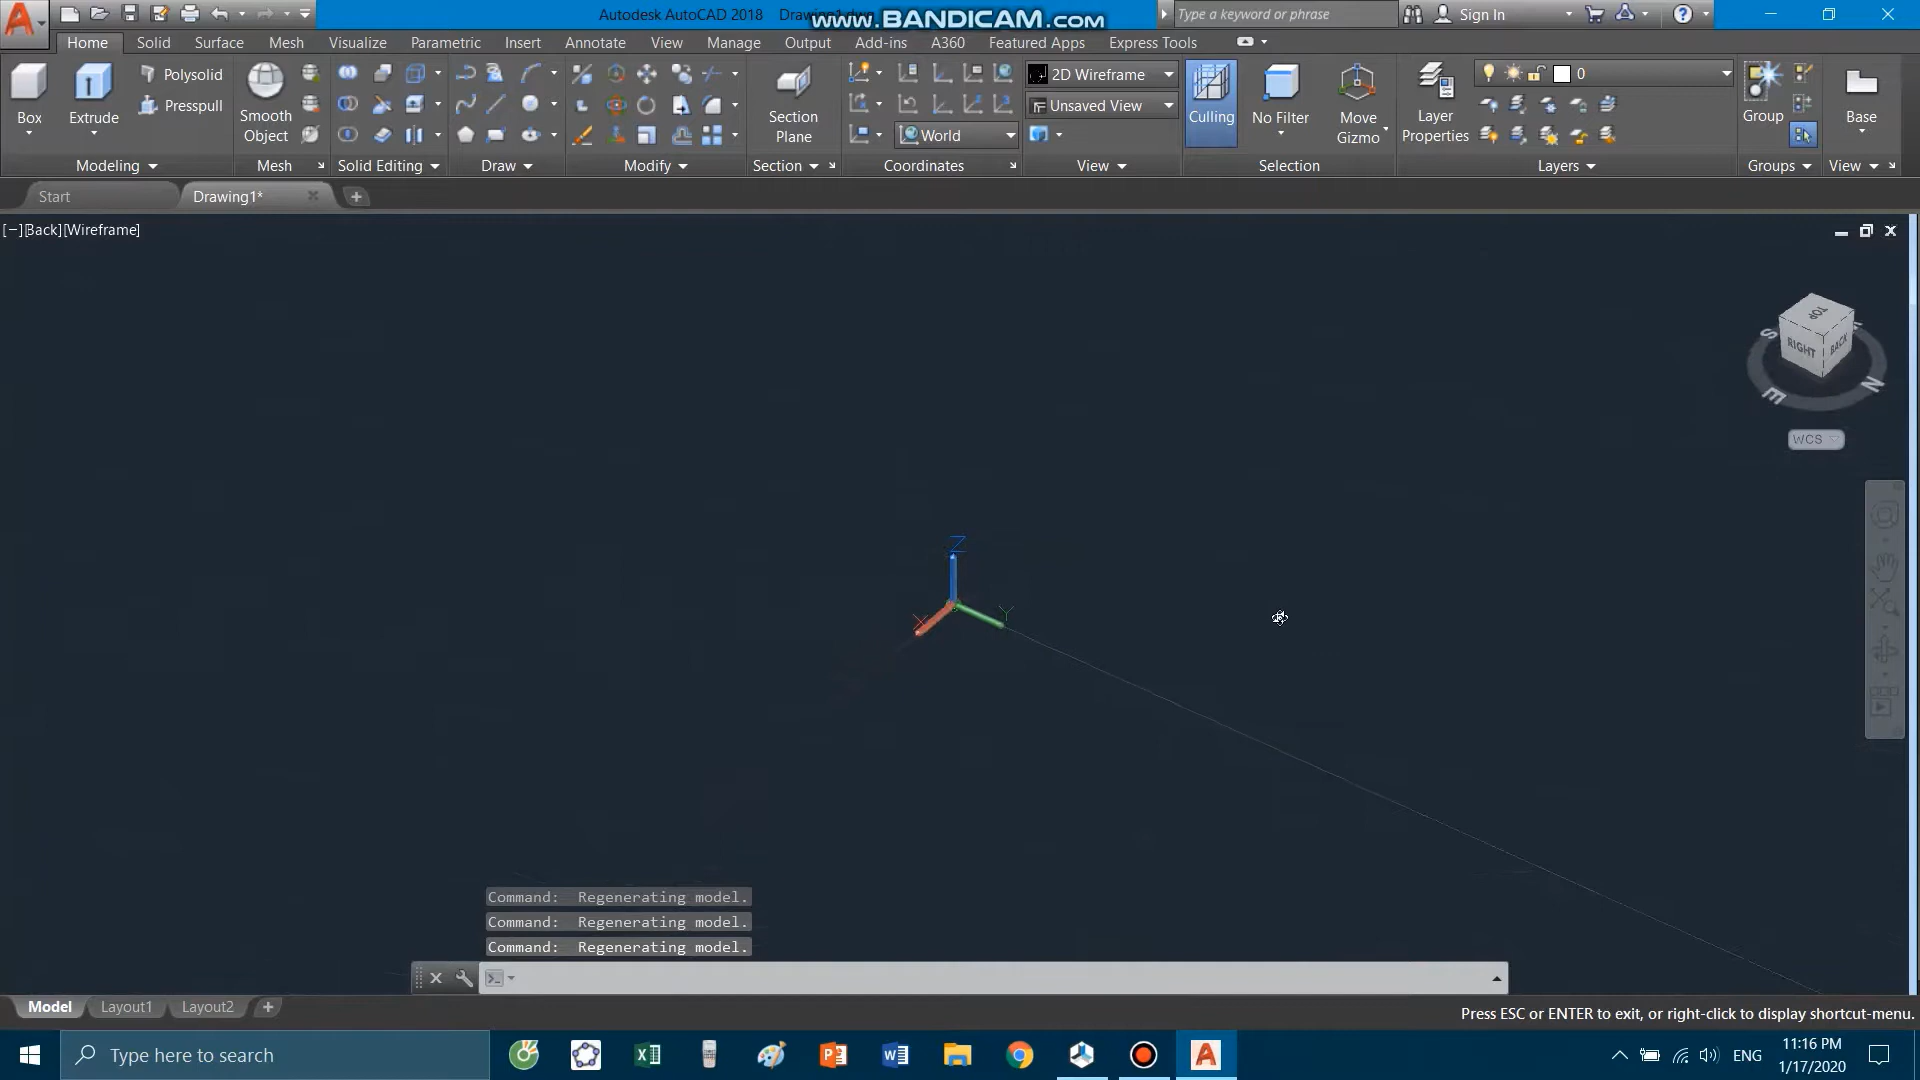 Autodesk AutoCAD 2018 Drawing1.dwg
www.BANDICAM.com
Type a keyword or phrase
Sign In
Home Solid Surface Mesh Visualize Parametric Insert Annotate View Manage Output Add-ins A360 Featured Apps Express Tools
Box
Extrude
Polysolid
Presspull
Smooth
Object
Section
Plane
World
2D Wireframe
Unsaved View
Culling
No Filter
Move
Gizmo
Layer
Properties
0
Group
Base
Modeling Mesh Solid Editing Draw Modify Section Coordinates View Selection Layers Groups View
Start
Drawing1*
[−][Back][Wireframe]
TOP
RIGHT
BACK
S
E
N
WCS
Z
X
Y
Command: Regenerating model.
Command: Regenerating model.
Command: Regenerating model.
Model Layout1 Layout2
Press ESC or ENTER to exit, or right-click to display shortcut-menu.
Type here to search
ENG
11:16 PM
1/17/2020